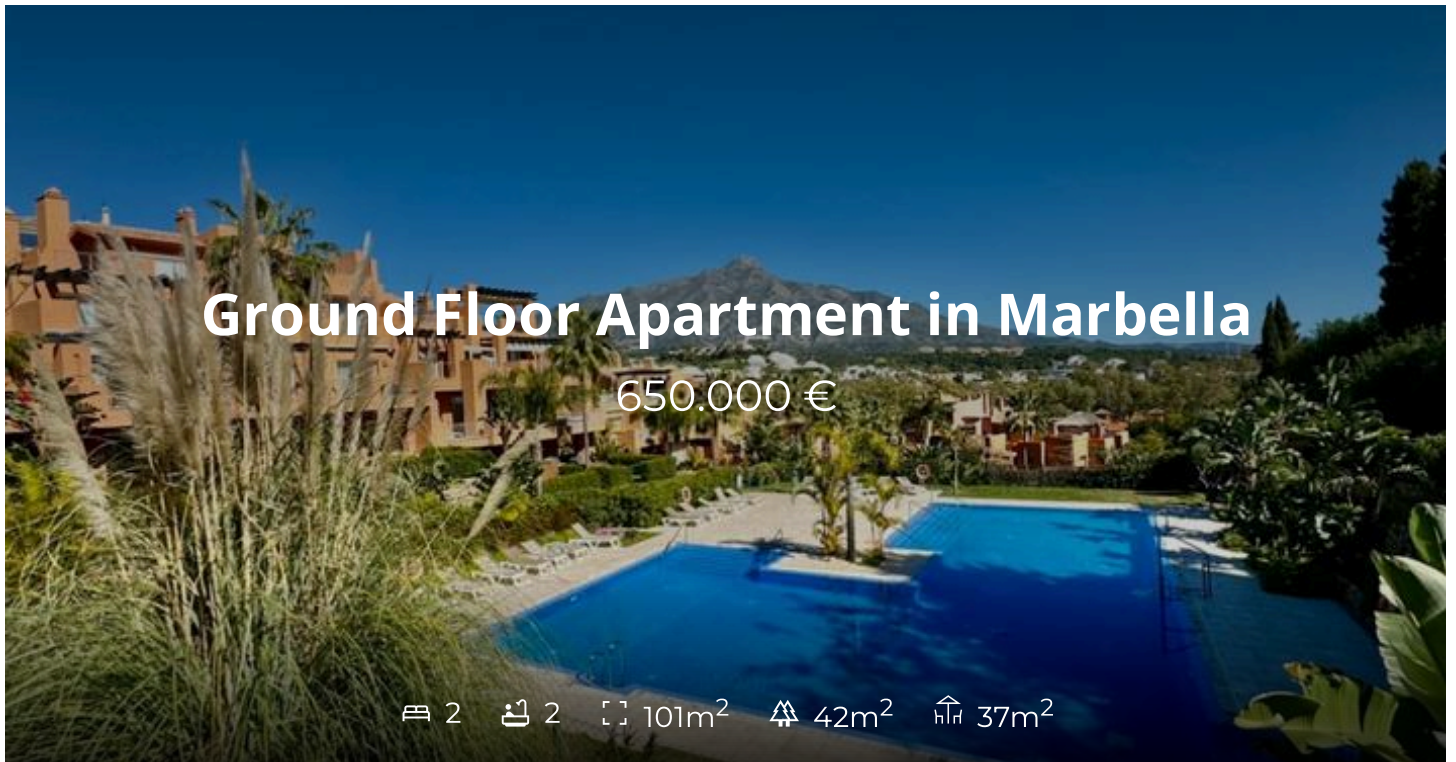 Ground Floor Apartment in Marbella
650.000 €
2 2 101m² 42m² 37m²